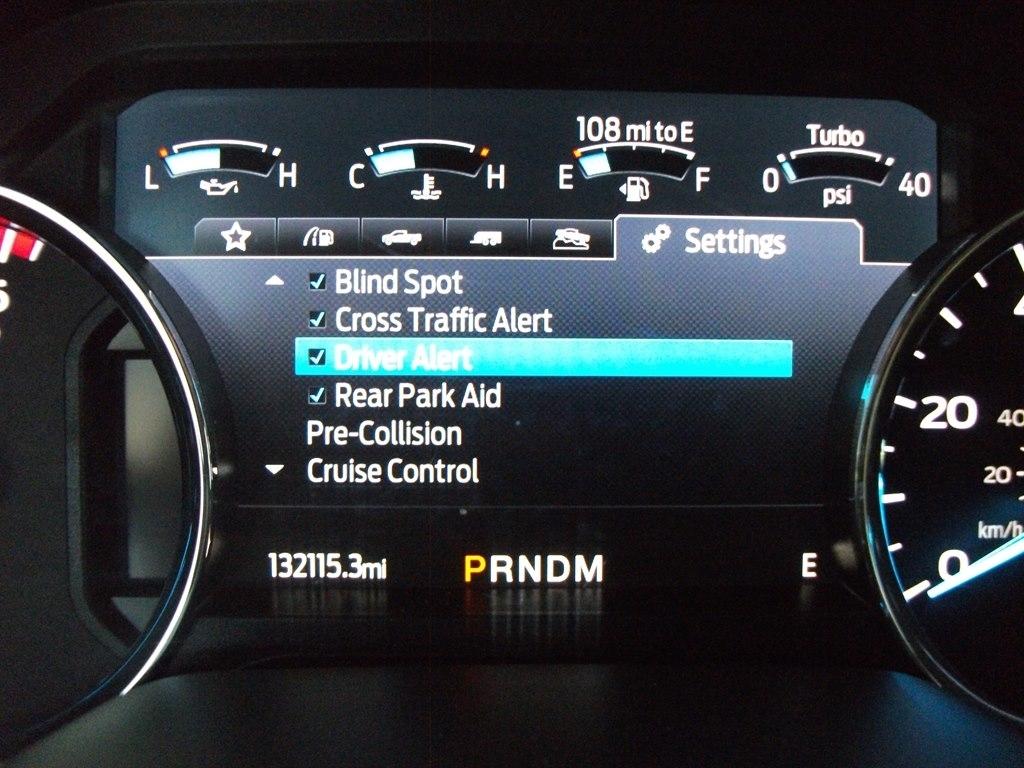 108 mi to E
Turbo
L H C H E F 0 40
psi
Settings
Blind Spot
Cross Traffic Alert
Driver Alert
Rear Park Aid
Pre-Collision
Cruise Control
132115.3mi PRNDM E
20
40
20
km/h
0